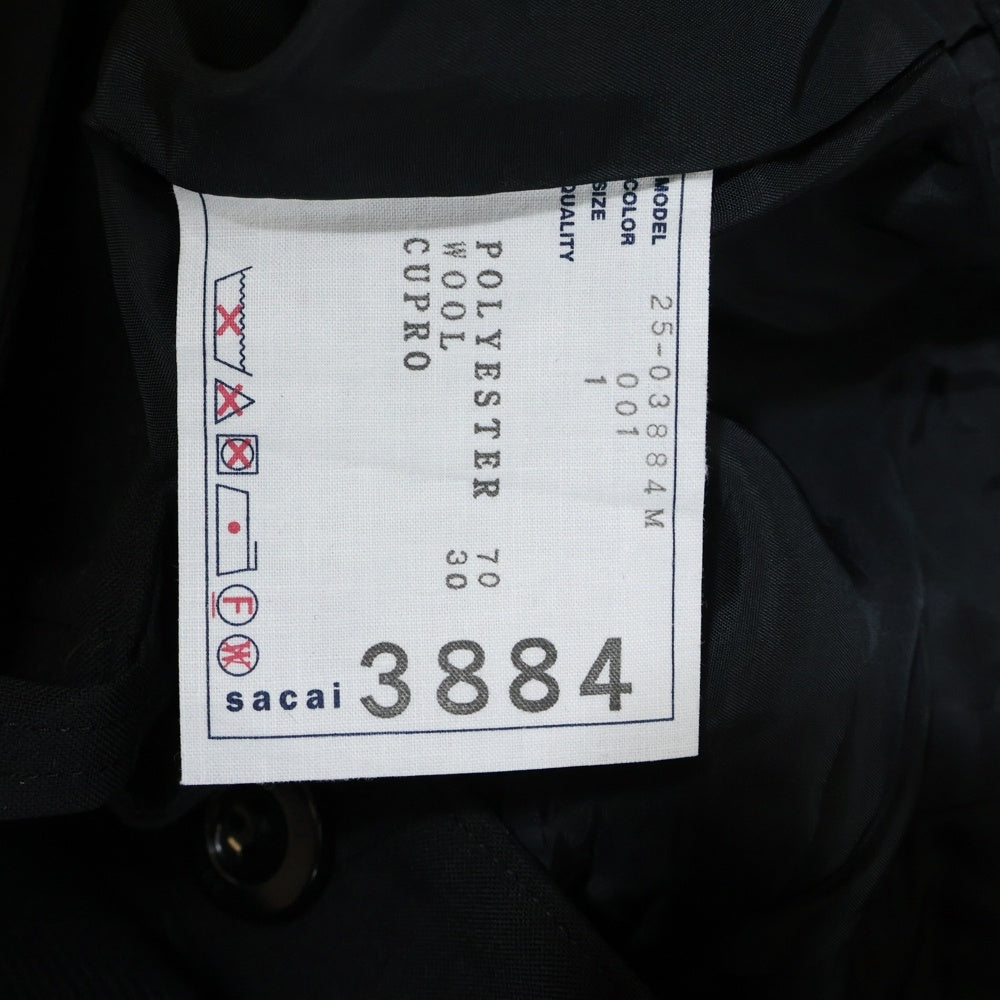 MODEL 25-03884M
COLOR 001
SIZE 1
QUALITY
POLYESTER 70
WOOL 30
CUPRO
F
W
sacai 3884